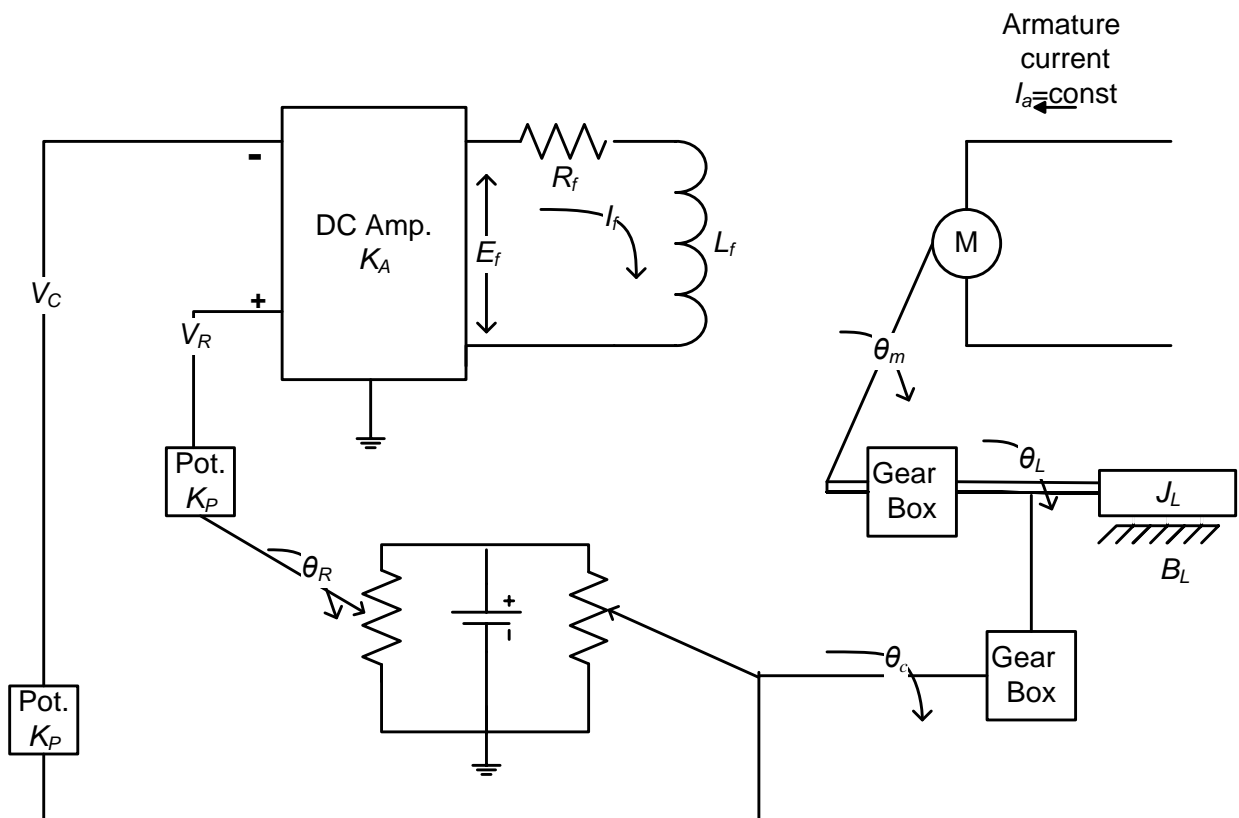 Armature
current
Ia=const
-
Rf
DC Amp.
KA
Ef
If
Lf
M
VC
+
VR
θm
Pot.
KP
Gear
Box
θL
JL
BL
θR
+
-
Gear
Box
θc
Pot.
KP